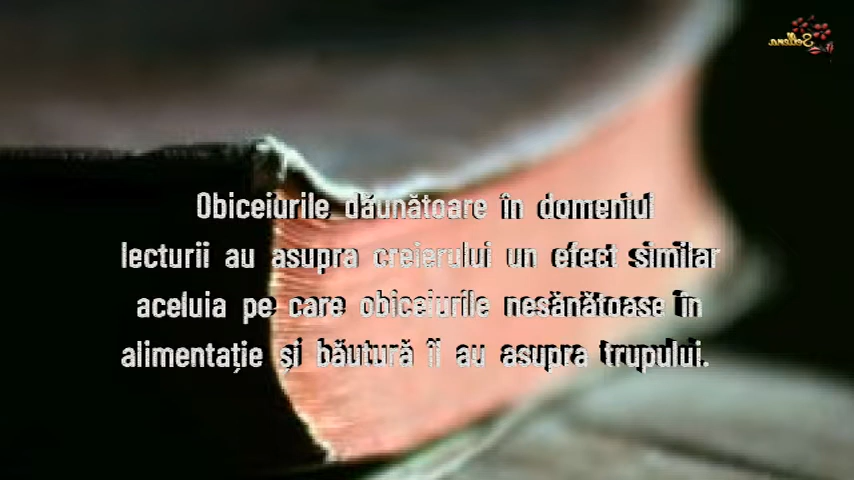 Sellena
Obiceiurile dăunătoare în domeniul
lecturii au asupra creierului un efect similar
aceluia pe care obiceiurile nesănătoase în
alimentație și băutură îi au asupra trupului.